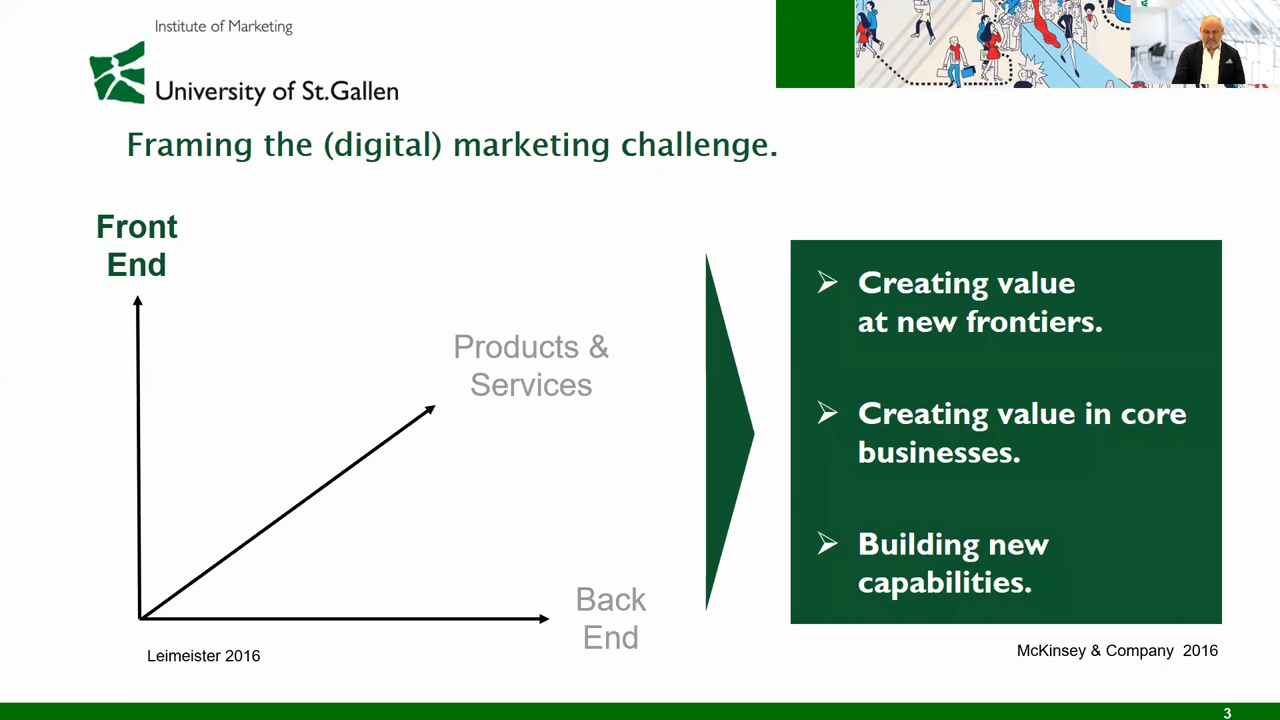 Institute of Marketing
University of St.Gallen
Framing the (digital) marketing challenge.
Front
End
Products &
Services
Back
End
Leimeister 2016
➢ Creating value
at new frontiers.
➢ Creating value in core
businesses.
➢ Building new
capabilities.
McKinsey & Company 2016
3